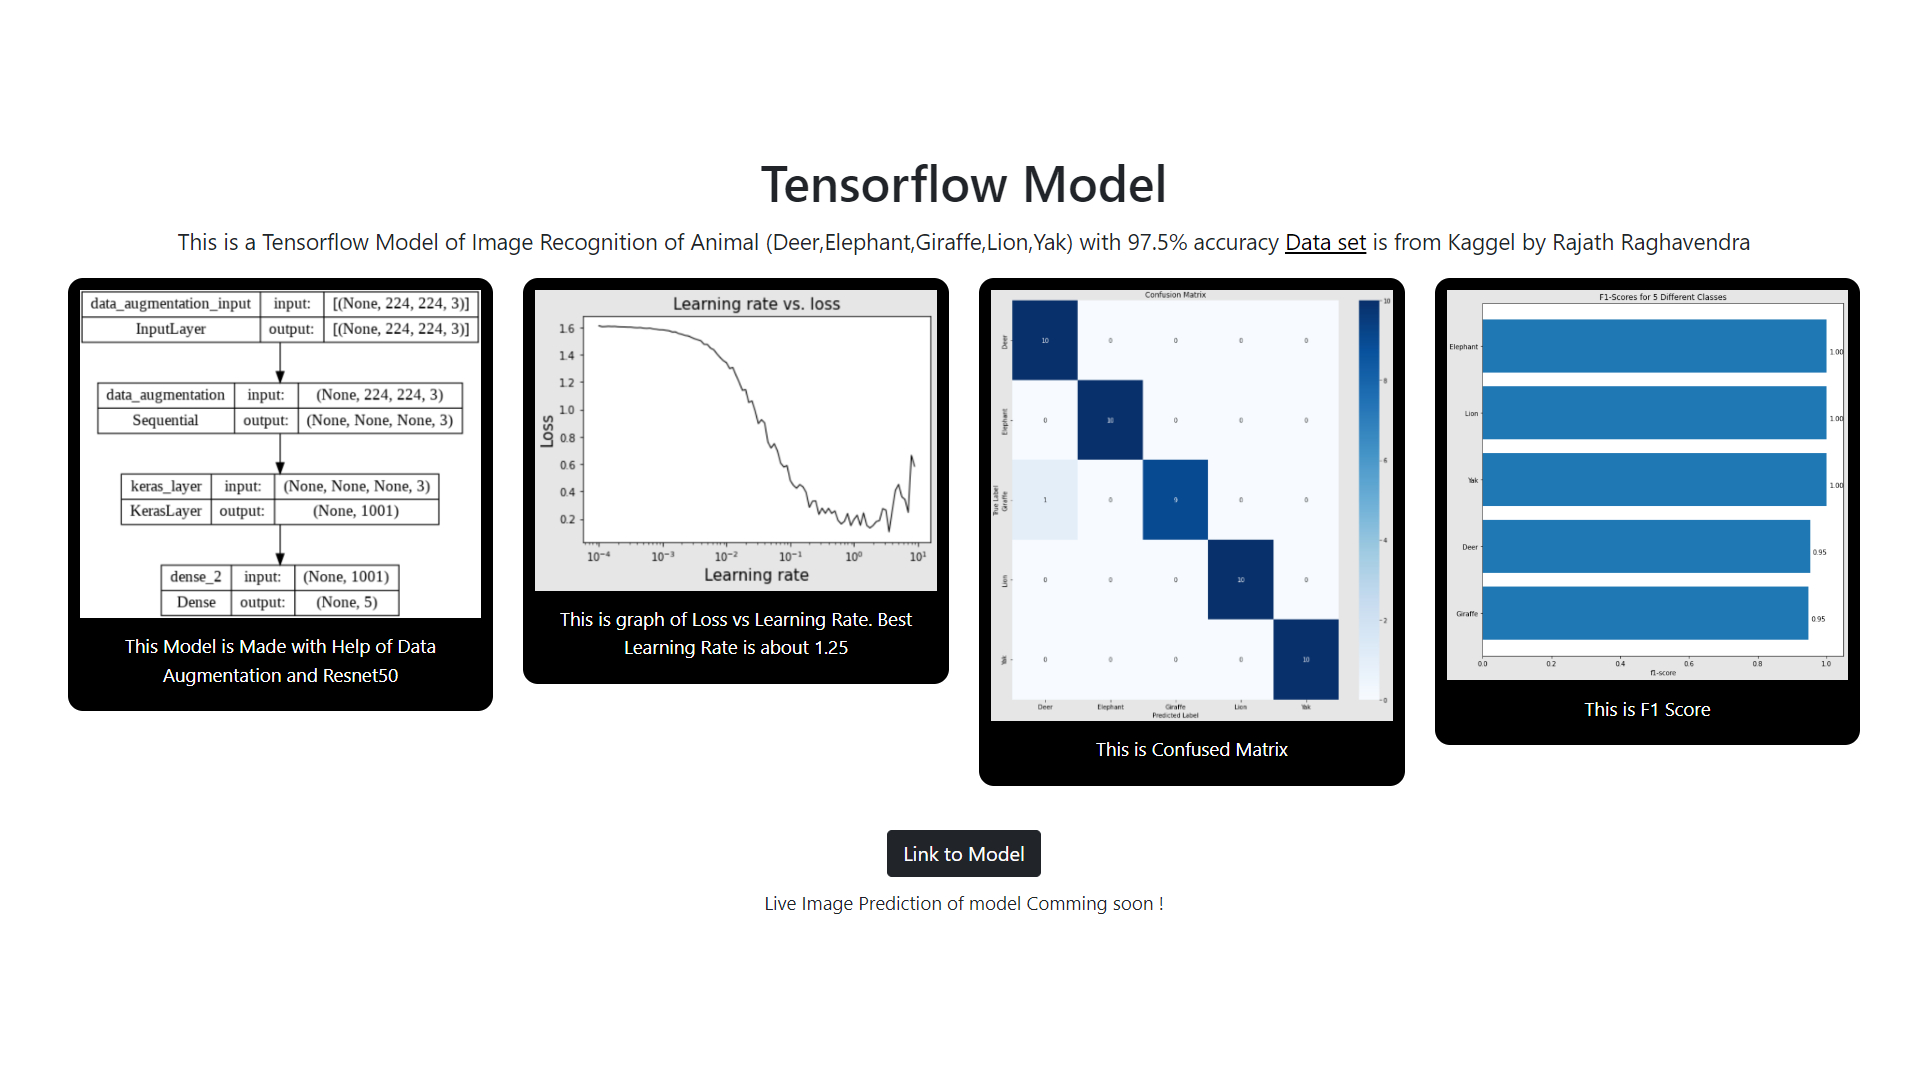 Tensorflow Model
This is a Tensorflow Model of Image Recognition of Animal (Deer,Elephant,Giraffe,Lion,Yak) with 97.5% accuracy Data set is from Kaggel by Rajath Raghavendra
data_augmentation_input input: [(None, 224, 224, 3)]
InputLayer output: [(None, 224, 224, 3)]
data_augmentation input: (None, 224, 224, 3)
Sequential output: (None, None, None, 3)
keras_layer input: (None, None, None, 3)
KerasLayer output: (None, 1001)
dense_2 input: (None, 1001)
Dense output: (None, 5)
This Model is Made with Help of Data
Augmentation and Resnet50
Learning rate vs. loss
Loss
1.6
1.4
1.2
1.0
0.8
0.6
0.4
0.2
10⁻⁴ 10⁻³ 10⁻² 10⁻¹ 10⁰ 10¹
Learning rate
This is graph of Loss vs Learning Rate. Best
Learning Rate is about 1.25
Confusion Matrix
True Label
Deer 10 0 0 0 0
Elephant 0 10 0 0 0
Giraffe 1 0 9 0 0
Lion 0 0 0 10 0
Yak 0 0 0 0 10
Deer Elephant Giraffe Lion Yak
Predicted Label
10
8
6
4
2
0
This is Confused Matrix
F1-Scores for 5 Different Classes
Elephant 1.00
Lion 1.00
Yak 1.00
Deer 0.95
Giraffe 0.95
0.0 0.2 0.4 0.6 0.8 1.0
f1-score
This is F1 Score
Link to Model
Live Image Prediction of model Comming soon !